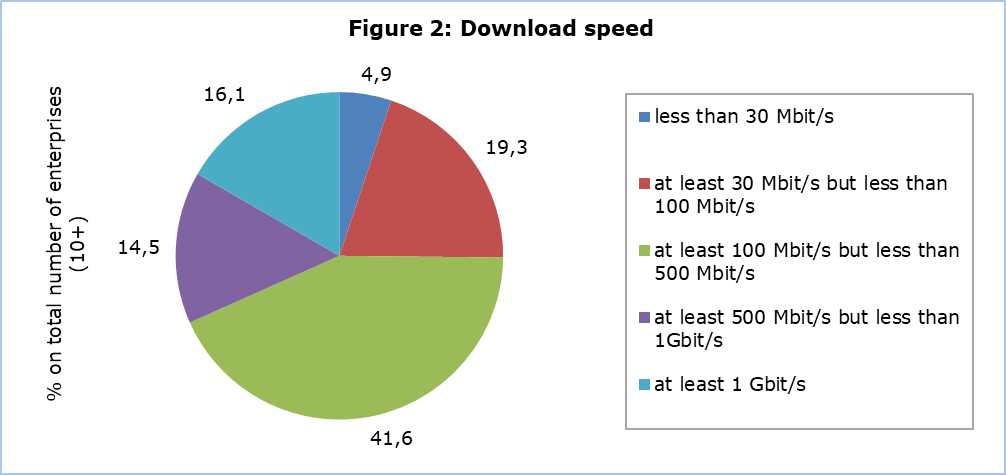 Figure 2: Download speed
% on total number of enterprises
(10+)
4,9
19,3
41,6
14,5
16,1
less than 30 Mbit/s
at least 30 Mbit/s but less than
100 Mbit/s
at least 100 Mbit/s but less than
500 Mbit/s
at least 500 Mbit/s but less than
1Gbit/s
at least 1 Gbit/s